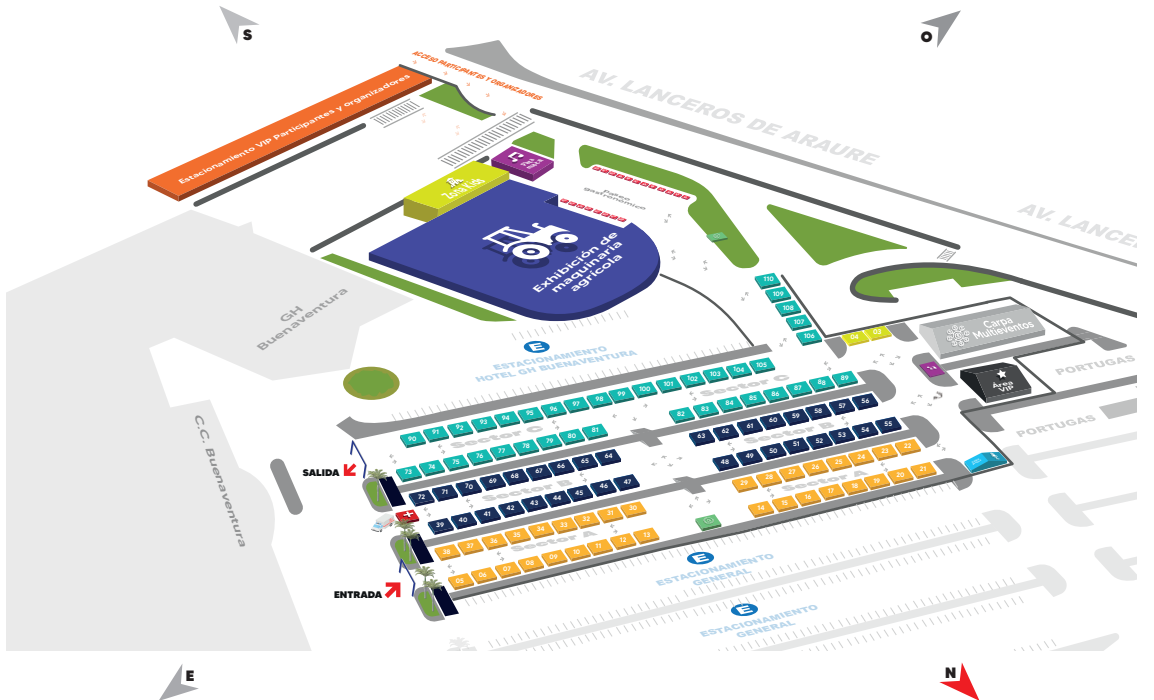 S
O
ACCESO PARTICIPANTES Y ORGANIZADORES
AV. LANCEROS DE ARAURE
Estacionamiento VIP Participantes y organizadores
Zona Kids
Paseo
gastronómico
AV. LANCE
Exhibición de
maquinaria
agrícola
GH
Buenaventura
E
ESTACIONAMIENTO
HOTEL GH BUENAVENTURA
110
109
108
107
106
04 03
Carpa
Multieventos
Área
VIP
PORTUGAS
PORTUGAS
90 91 92 93 94 95 96 97 98 99 100 101 102 103 104 105
Sector C
Sector C
73 74 75 76 77 78 79 80 81
82 83 84 85 86 87 88 89
72 71 70 69 68 67 66 65 64
63 62 61 60 59 58 57 56
Sector B
Sector B
39 40 41 42 43 44 45 46 47
48 49 50 51 52 53 54 55
38 37 36 35 34 33 32 31 30
29 28 27 26 25 24 23 22
Sector A
Sector A
05 06 07 08 09 10 11 12 13
14 15 16 17 18 19 20 21
C.C. Buenaventura
SALIDA
ENTRADA
E
ESTACIONAMIENTO
GENERAL
E
ESTACIONAMIENTO
GENERAL
E
N